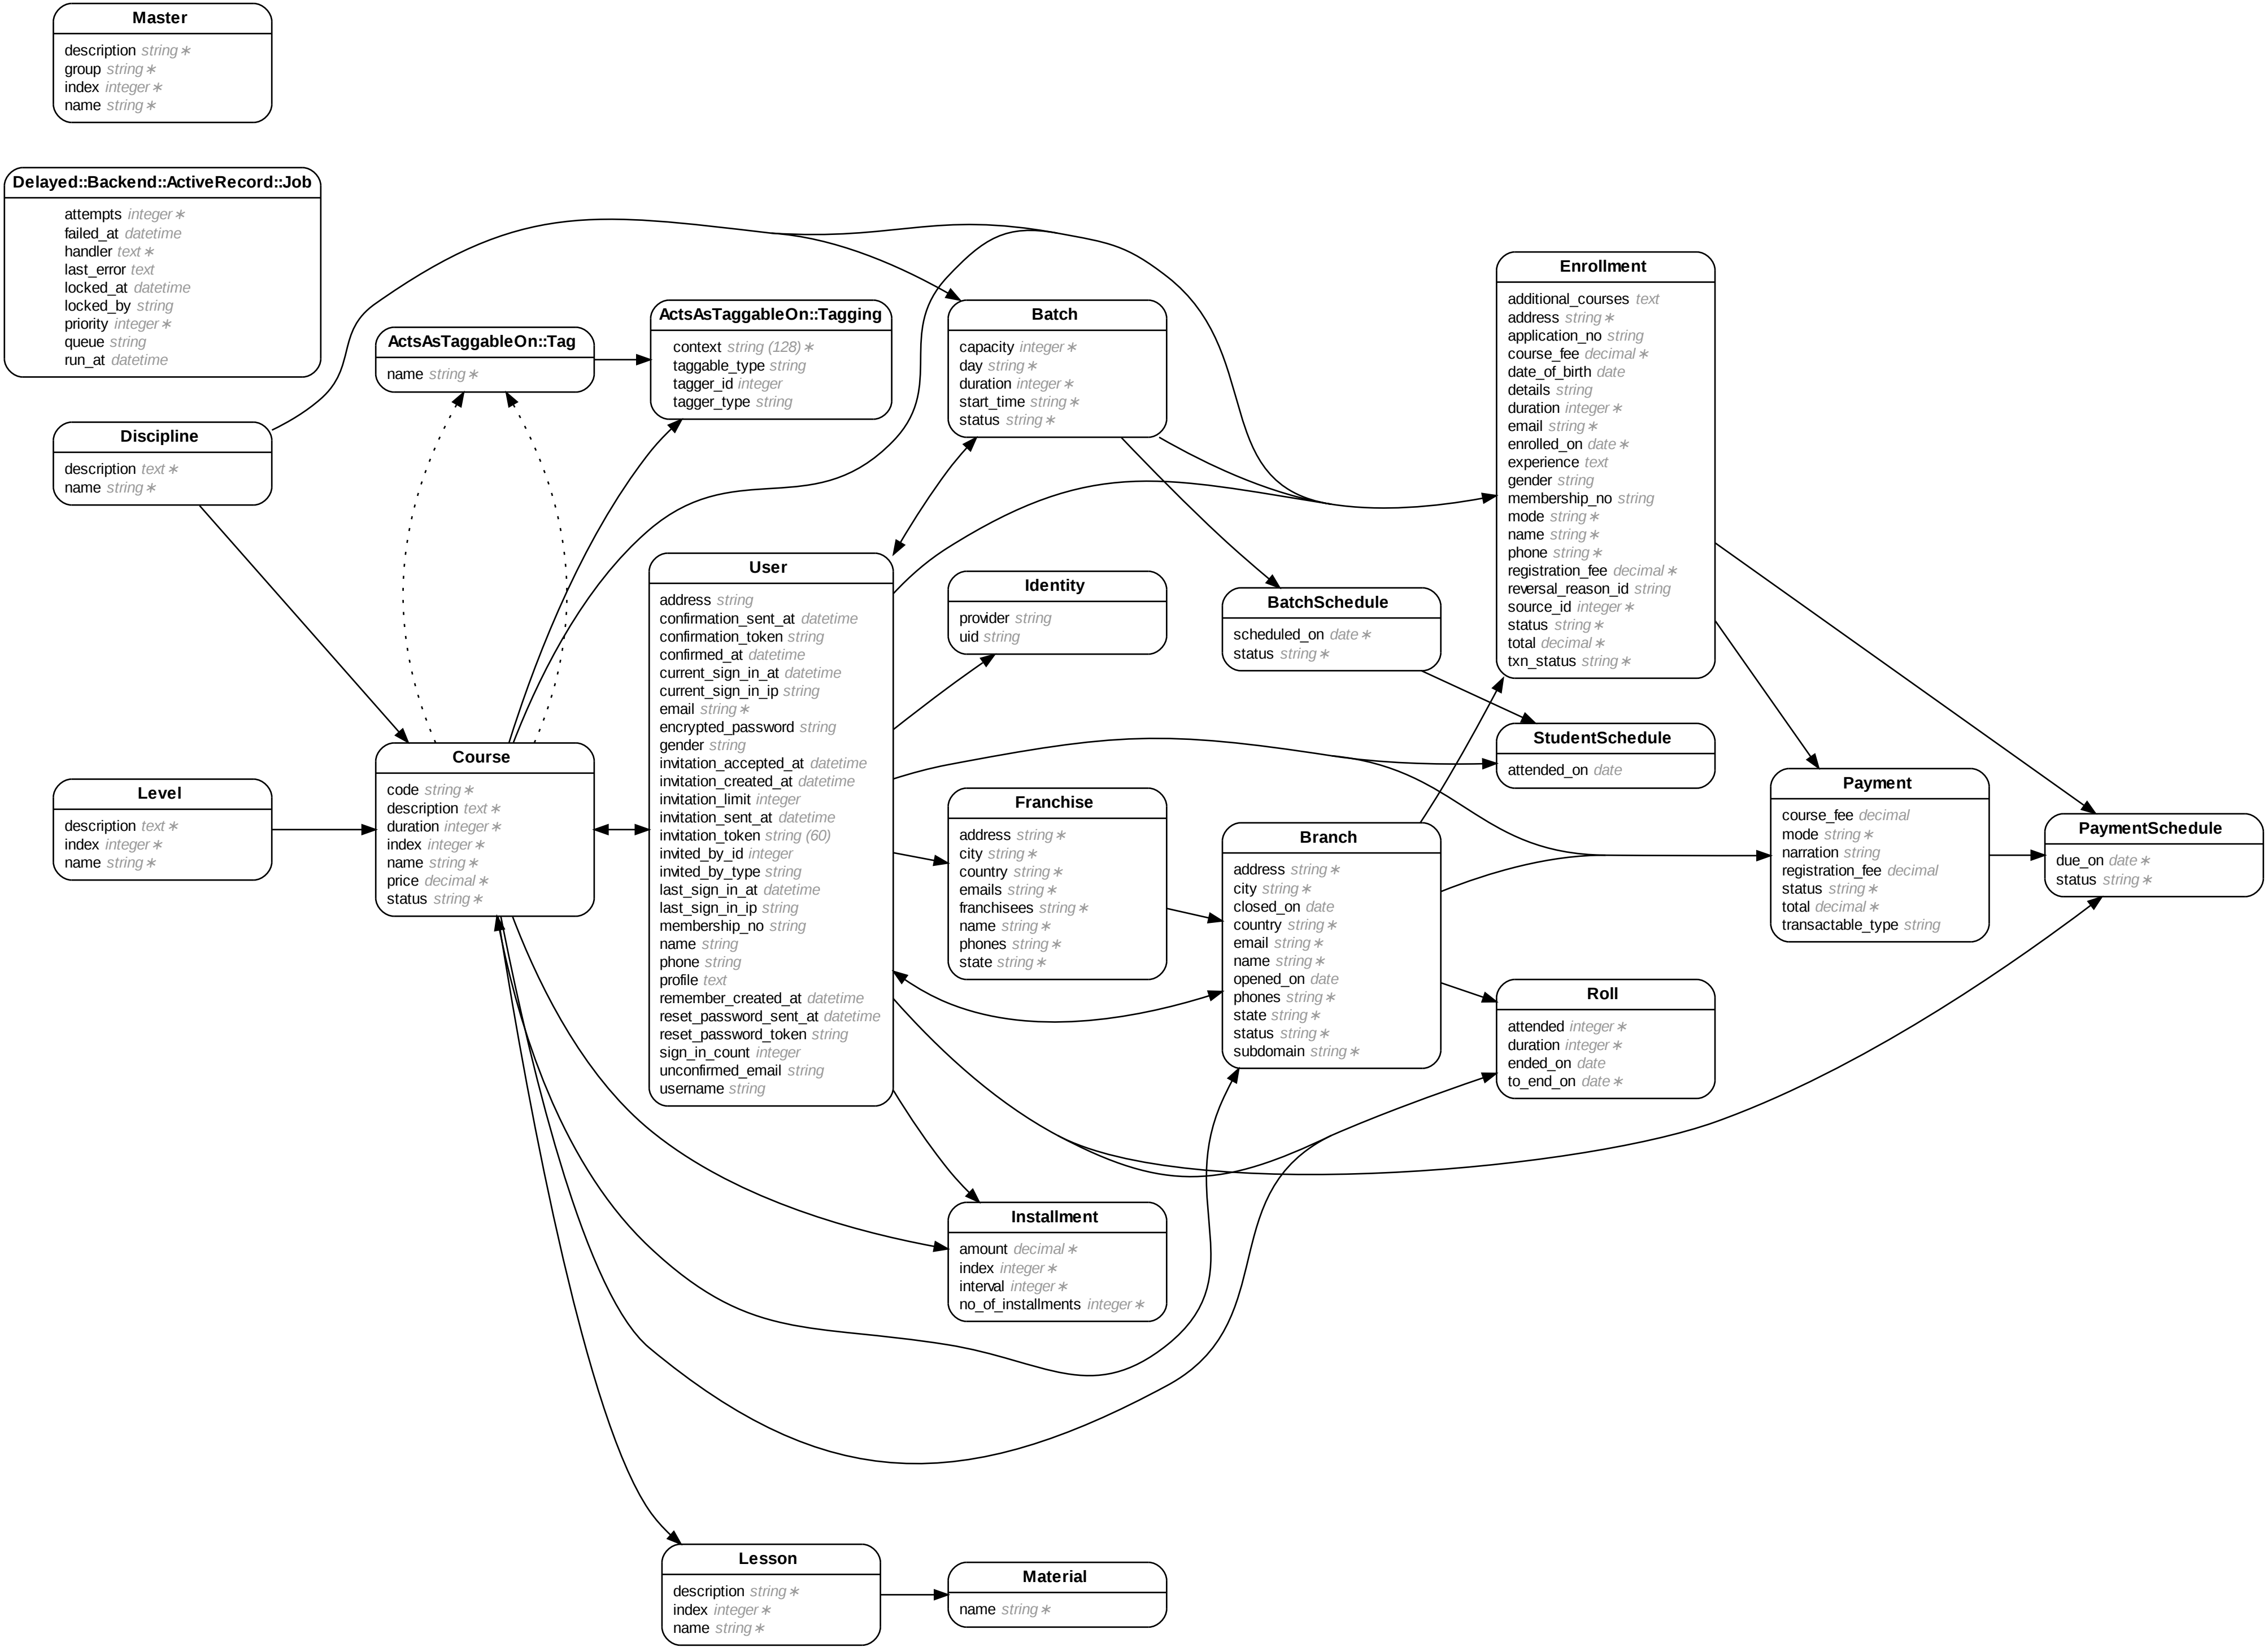 Master
description string∗
group string∗
index integer∗
name string∗
Delayed::Backend::ActiveRecord::Job
attempts integer∗
failed_at datetime
handler text∗
last_error text
locked_at datetime
locked_by string
priority integer∗
queue string
run_at datetime
Discipline
description text∗
name string∗
Level
description text∗
index integer∗
name string∗
ActsAsTaggableOn::Tag
name string∗
Course
code string∗
description text∗
duration integer∗
index integer∗
name string∗
price decimal∗
status string∗
ActsAsTaggableOn::Tagging
context string (128)∗
taggable_type string
tagger_id integer
tagger_type string
User
address string
confirmation_sent_at datetime
confirmation_token string
confirmed_at datetime
current_sign_in_at datetime
current_sign_in_ip string
email string∗
encrypted_password string
gender string
invitation_accepted_at datetime
invitation_created_at datetime
invitation_limit integer
invitation_sent_at datetime
invitation_token string (60)
invited_by_id integer
invited_by_type string
last_sign_in_at datetime
last_sign_in_ip string
membership_no string
name string
phone string
profile text
remember_created_at datetime
reset_password_sent_at datetime
reset_password_token string
sign_in_count integer
unconfirmed_email string
username string
Lesson
description string∗
index integer∗
name string∗
Batch
capacity integer∗
day string∗
duration integer∗
start_time string∗
status string∗
Identity
provider string
uid string
Franchise
address string∗
city string∗
country string∗
emails string∗
franchisees string∗
name string∗
phones string∗
state string∗
Installment
amount decimal∗
index integer∗
interval integer∗
no_of_installments integer∗
Material
name string∗
BatchSchedule
scheduled_on date∗
status string∗
Branch
address string∗
city string∗
closed_on date
country string∗
email string∗
name string∗
opened_on date
phones string∗
state string∗
status string∗
subdomain string∗
Enrollment
additional_courses text
address string∗
application_no string
course_fee decimal∗
date_of_birth date
details string
duration integer∗
email string∗
enrolled_on date∗
experience text
gender string
membership_no string
mode string∗
name string∗
phone string∗
registration_fee decimal∗
reversal_reason_id string
source_id integer∗
status string∗
total decimal∗
txn_status string∗
StudentSchedule
attended_on date
Roll
attended integer∗
duration integer∗
ended_on date
to_end_on date∗
Payment
course_fee decimal
mode string∗
narration string
registration_fee decimal
status string∗
total decimal∗
transactable_type string
PaymentSchedule
due_on date∗
status string∗